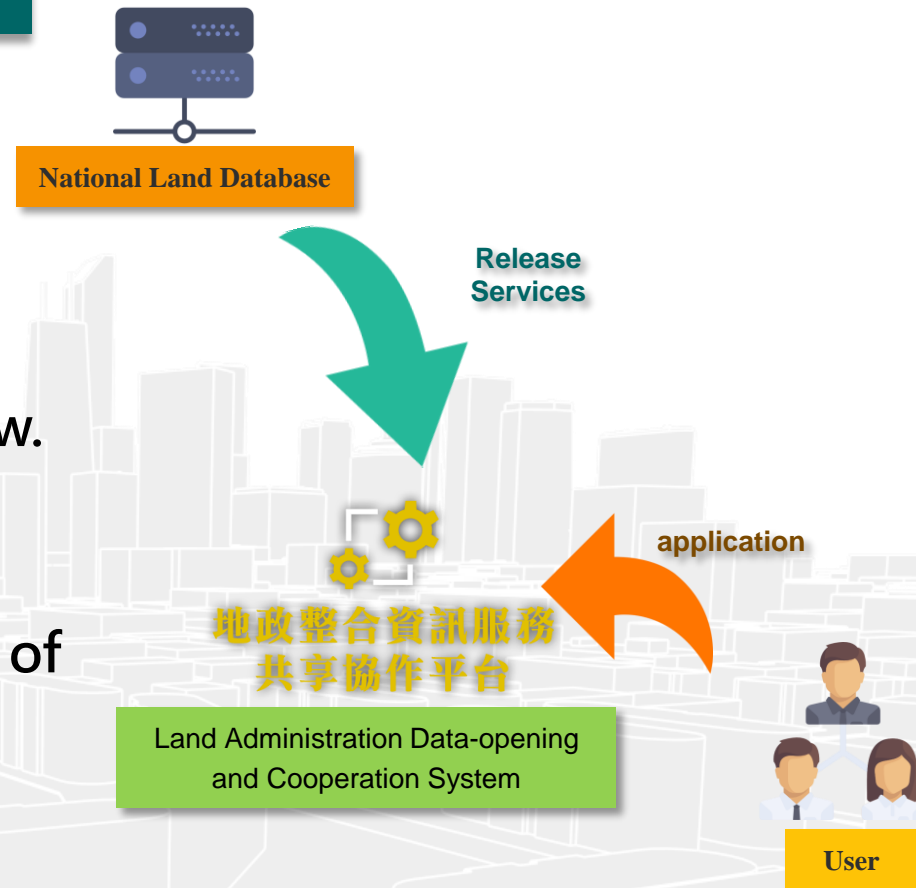 National Land Database
Release
Services
w.
application
of
地政整合資訊服務
共享協作平台
Land Administration Data-opening
and Cooperation System
User